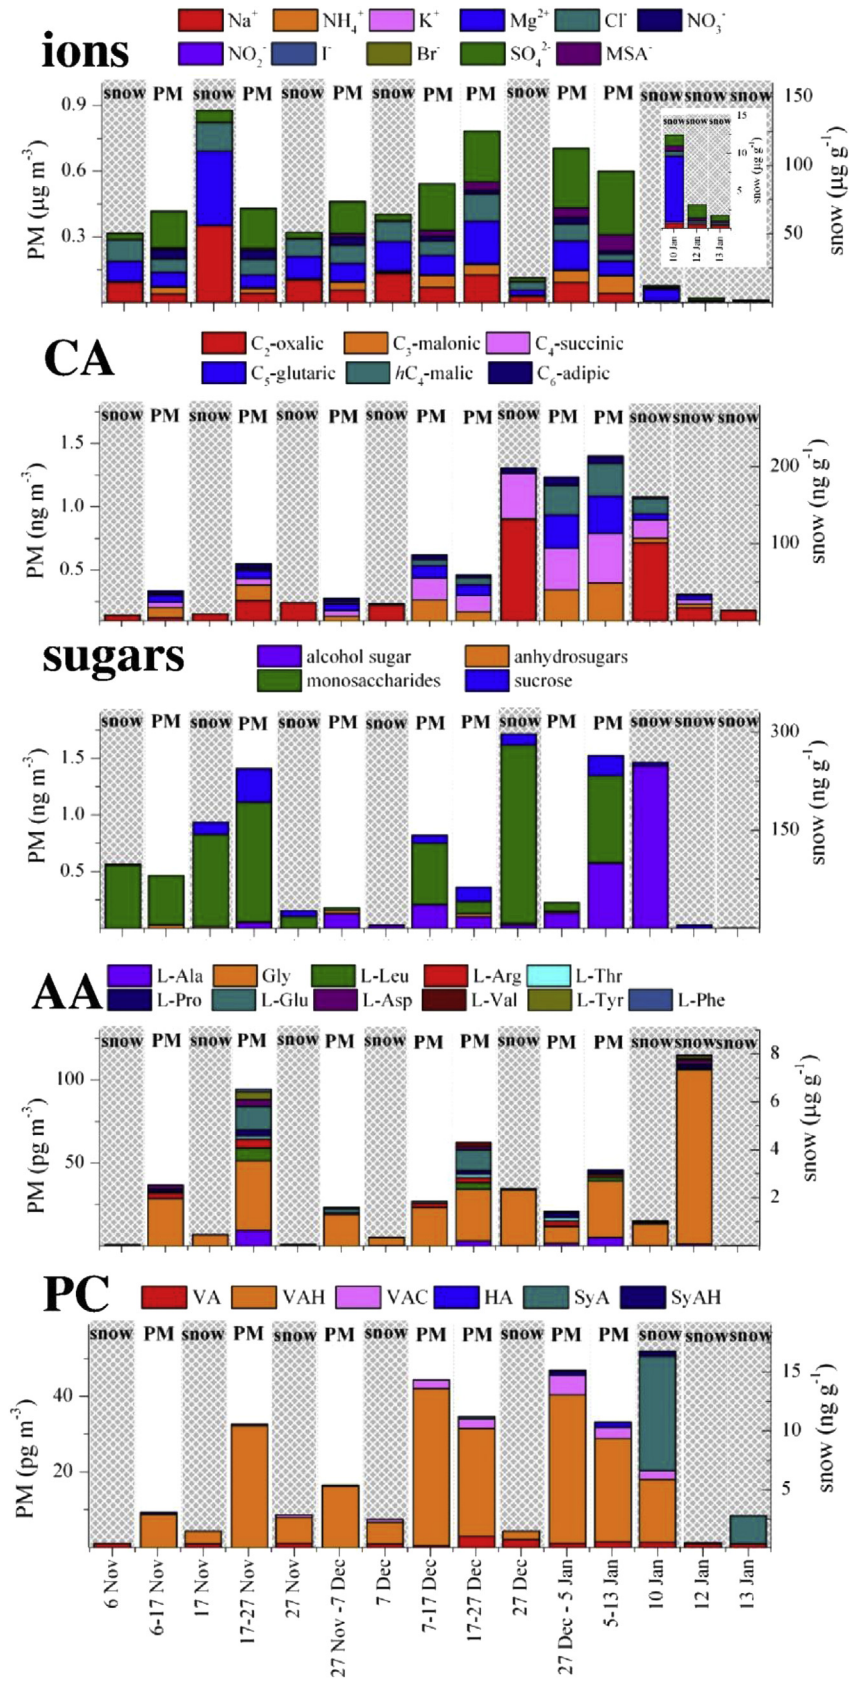 ions
Na⁺ NH₄⁺ K⁺ Mg²⁺ Cl⁻ NO₃⁻
NO₂⁻ I⁻ Br⁻ SO₄²⁻ MSA⁻
snow PM snow PM snow PM snow PM PM snow PM PM snow snow snow
PM (μg m⁻³)
0.9
0.6
0.3
snow (μg g⁻¹)
150
100
50
snow snow snow
15
10
5
snow (μg g⁻¹)
10 Jan 12 Jan 13 Jan
CA
C₂-oxalic C₃-malonic C₄-succinic
C₅-glutaric hC₄-malic C₆-adipic
snow PM snow PM snow PM snow PM PM snow PM PM snow snow snow
PM (ng m⁻³)
1.5
1.0
0.5
snow (ng g⁻¹)
200
100
sugars
alcohol sugar anhydrosugars
monosaccharides sucrose
snow PM snow PM snow PM snow PM PM snow PM PM snow snow snow
PM (ng m⁻³)
1.5
1.0
0.5
snow (ng g⁻¹)
300
150
AA
L-Ala Gly L-Leu L-Arg L-Thr
L-Pro L-Glu L-Asp L-Val L-Tyr L-Phe
snow PM snow PM snow PM snow PM PM snow PM PM snow snow snow
PM (pg m⁻³)
100
50
snow (μg g⁻¹)
8
6
4
2
PC
VA VAH VAC HA SyA SyAH
snow PM snow PM snow PM snow PM PM snow PM PM snow snow snow
PM (pg m⁻³)
40
20
snow (ng g⁻¹)
15
10
5
6 Nov
6-17 Nov
17 Nov
17-27 Nov
27 Nov
27 Nov - 7 Dec
7 Dec
7-17 Dec
17-27 Dec
27 Dec
27 Dec - 5 Jan
5-13 Jan
10 Jan
12 Jan
13 Jan